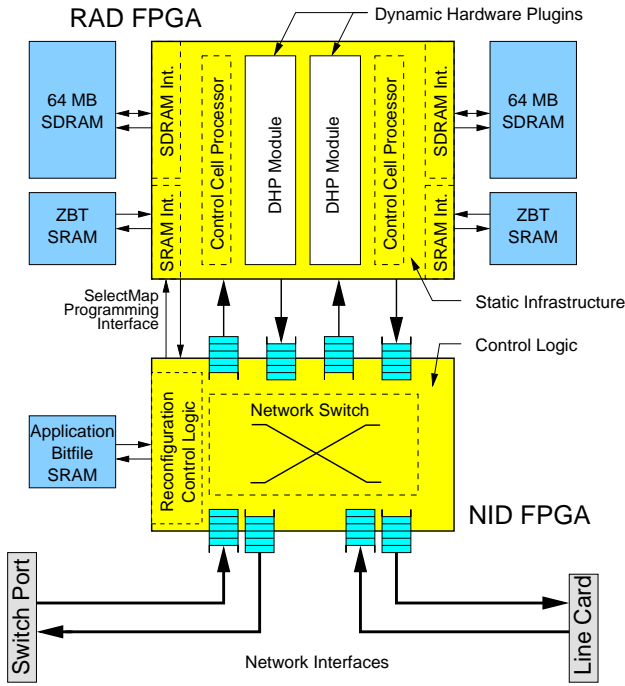 RAD FPGA
Dynamic Hardware Plugins
64 MB
SDRAM
SDRAM Int.
Control Cell Processor
DHP Module
DHP Module
Control Cell Processor
SDRAM Int.
64 MB
SDRAM
ZBT
SRAM
SRAM Int.
SRAM Int.
ZBT
SRAM
SelectMap
Programming
Interface
Static Infrastructure
Control Logic
Reconfiguration
Control Logic
Network Switch
Application
Bitfile
SRAM
NID FPGA
Switch Port
Line Card
Network Interfaces